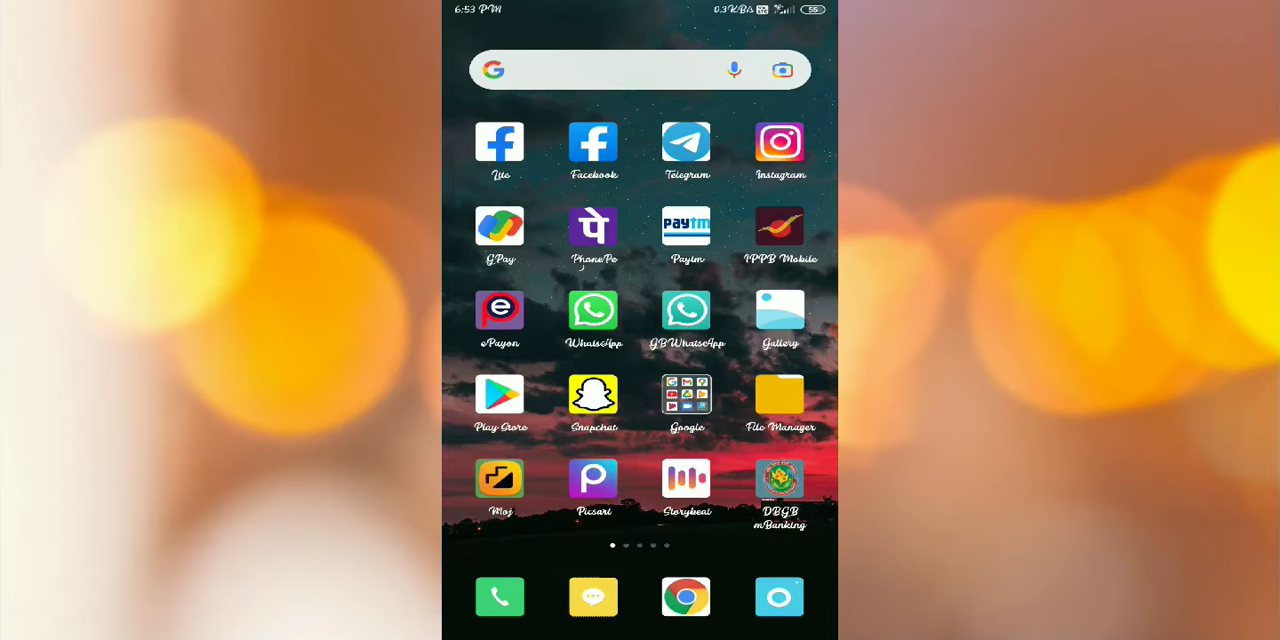 6:53 PM 0.3 KB/s 55
Lite Facebook Telegram Instagram
पे paytm
GPay PhonePe Paytm IPPB Mobile
e
ePayon WhatsApp GBWhatsApp Gallery
Play Store Snapchat Google File Manager
Moj Picsart Storybeat DBGB
mBanking